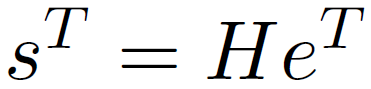 $s^T = He^T$